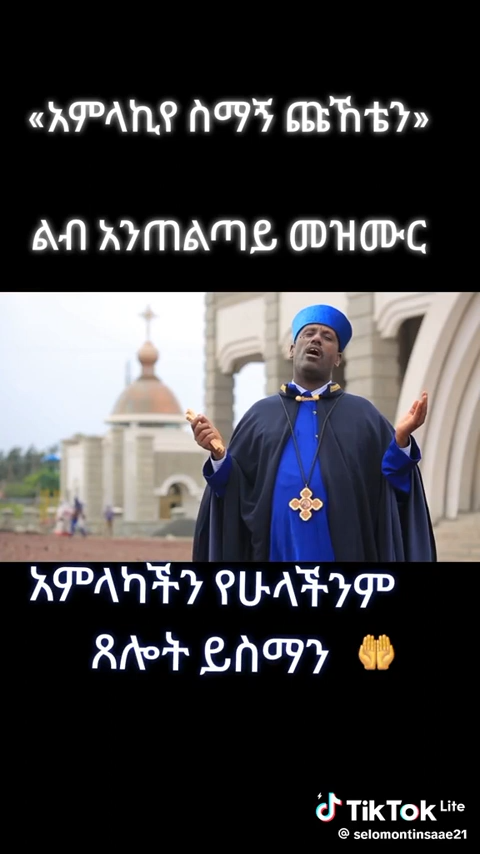 «አምላኪየ ስማኝ ጩኸቴን»
ልብ አንጠልጣይ መዝሙር
አምላካችን የሁላችንም
ጸሎት ይስማን 🤲
TikTok Lite
@ selomontinsaae21